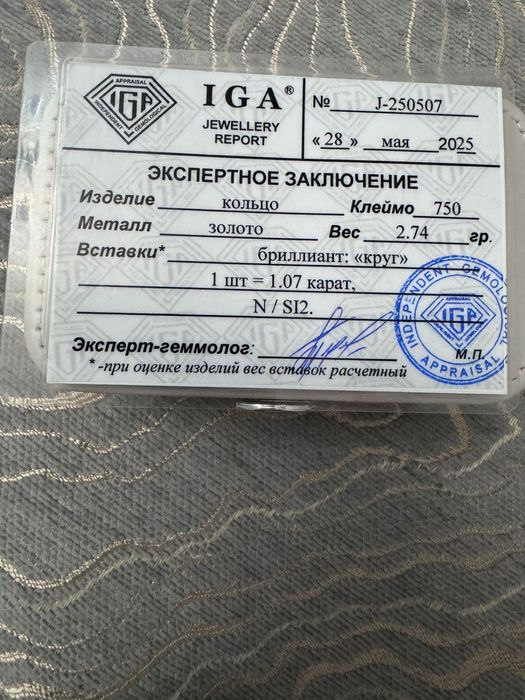 APPRAISAL
IGA
INDEPENDENT GEMOLOGICAL
IGA®
JEWELLERY
REPORT
№ J-250507
« 28 » мая 2025
ЭКСПЕРТНОЕ ЗАКЛЮЧЕНИЕ
Изделие кольцо Клеймо 750
Металл золото Вес 2.74 гр.
Вставки* бриллиант: «круг»
1 шт = 1.07 карат,
N / SI2.
Эксперт-геммолог:
М.П.
* -при оценке изделий вес вставок расчетный
INDEPENDENT GEMOLOGICAL
IGA
APPRAISAL